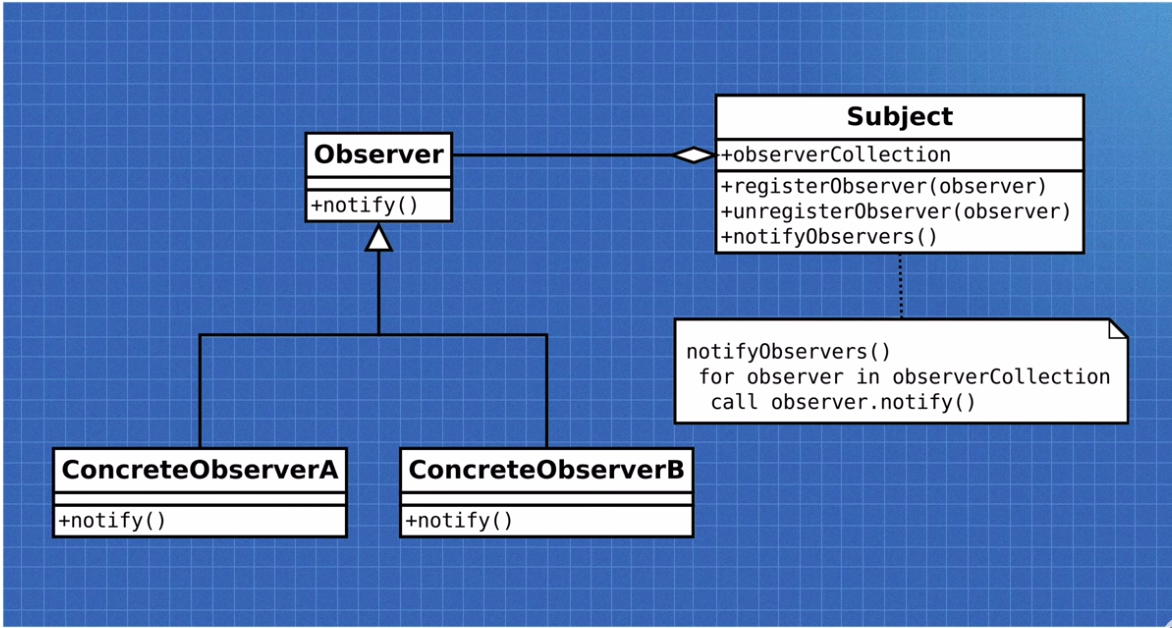 Observer
+notify()
Subject
+observerCollection
+registerObserver(observer)
+unregisterObserver(observer)
+notifyObservers()
notifyObservers()
for observer in observerCollection
call observer.notify()
ConcreteObserverA
+notify()
ConcreteObserverB
+notify()